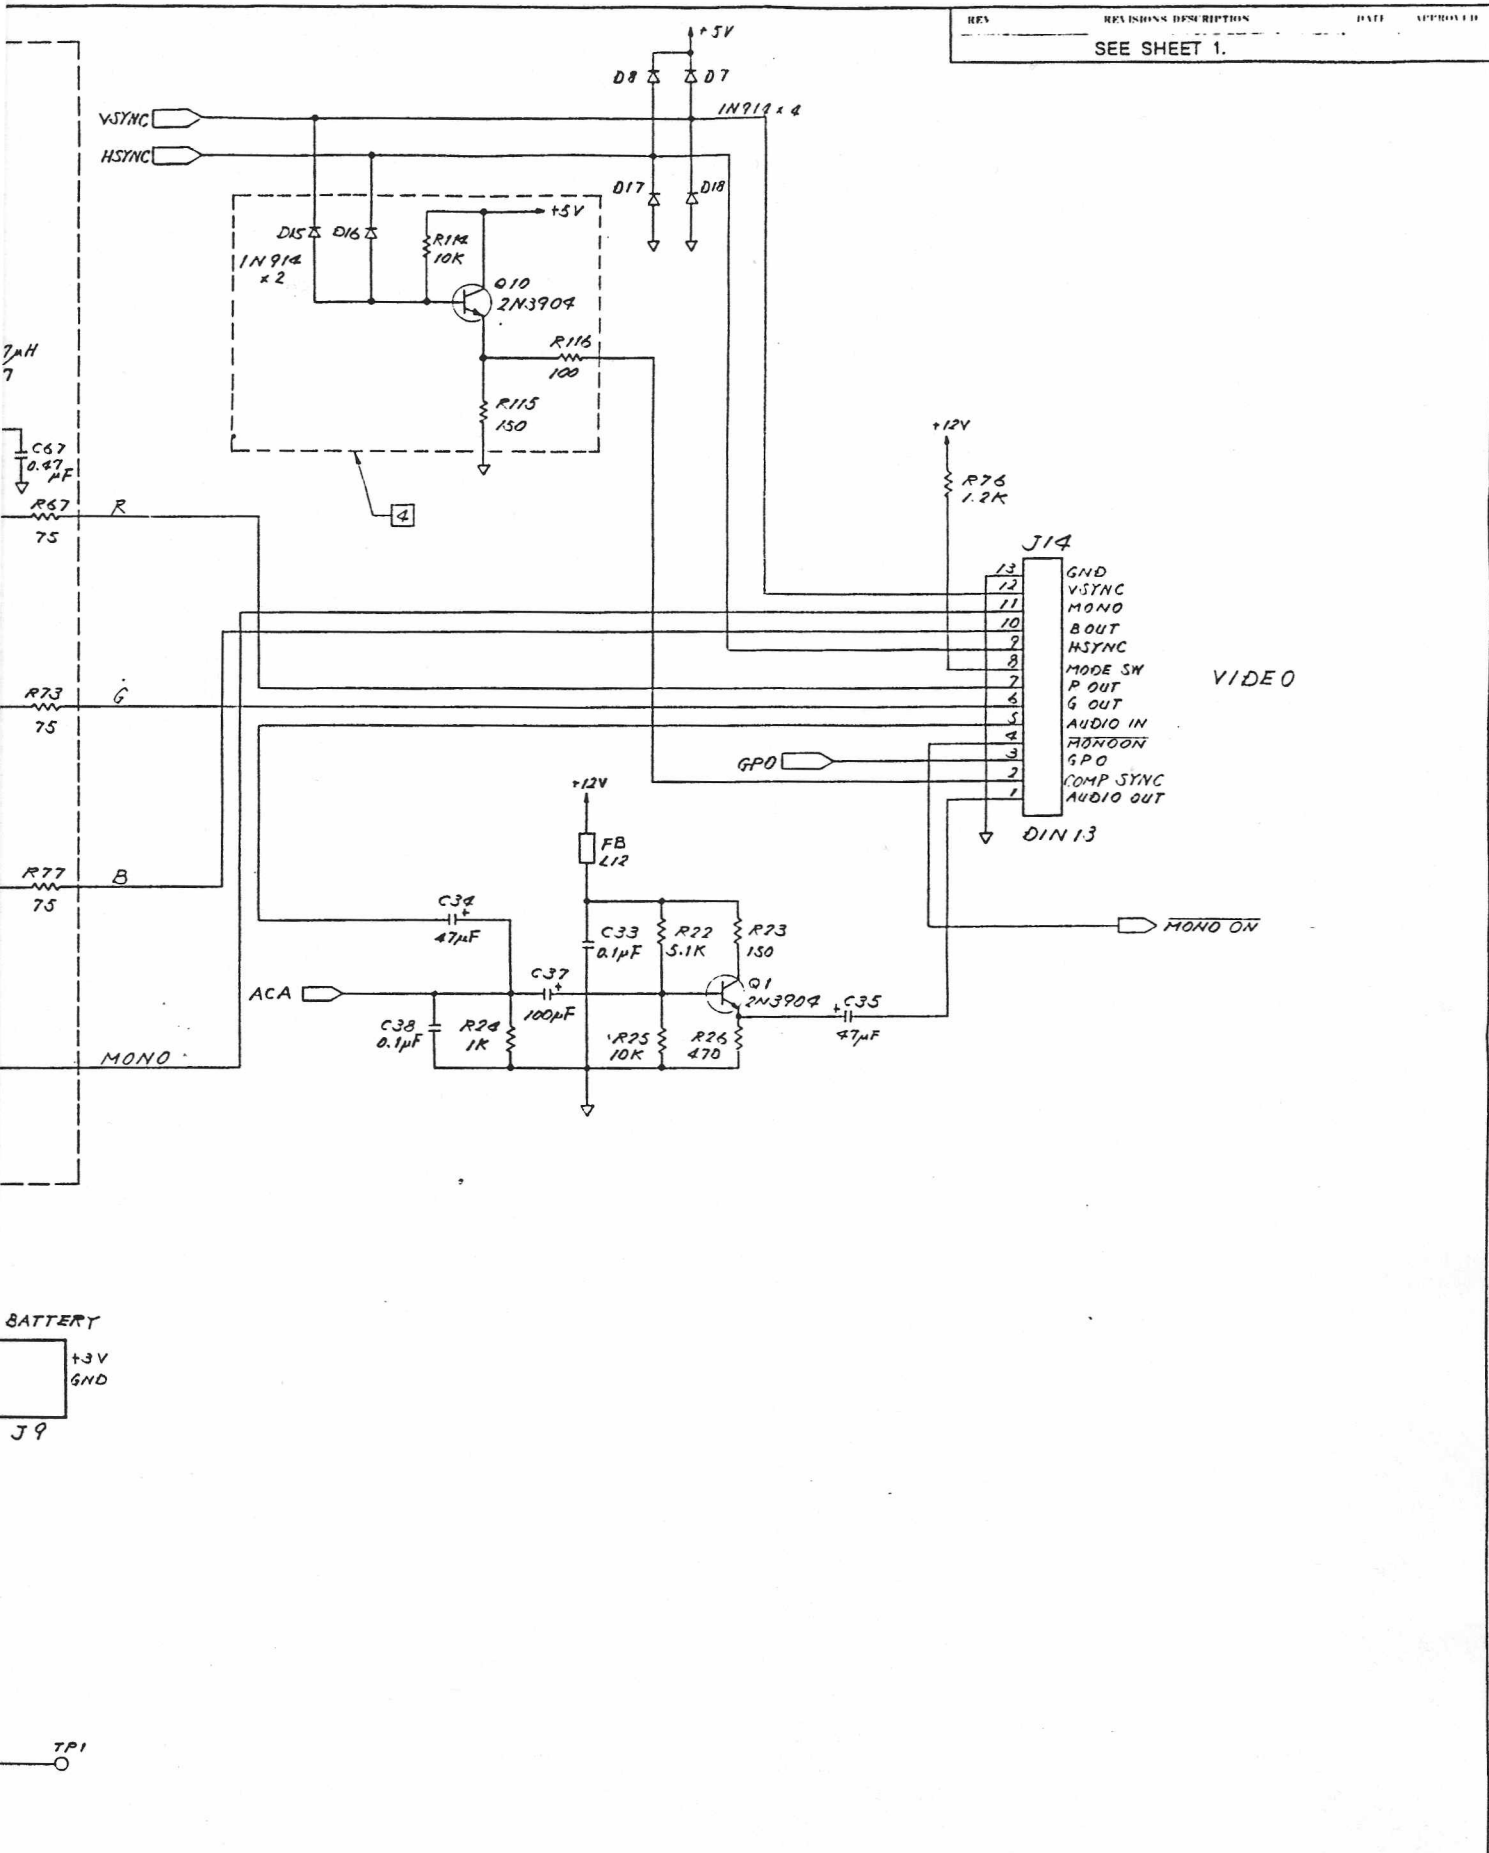 REV REVISIONS DESCRIPTION DATE APPROVED
SEE SHEET 1.
+5V
D8 D7
1N914 x 4
VSYNC
HSYNC
D17 D18
+5V
D15 D16
1N914
x 2
R114
10K
Q10
2N3904
R116
100
R115
150
4
7μH
7
C67
0.47
μF
R67
75
R
+12V
R76
1.2K
J14
13 GND
12 VSYNC
11 MONO
10 B OUT
9 HSYNC
8 MODE SW
7 R OUT
6 G OUT
5 AUDIO IN
4 MONOON
3 GPO
2 COMP SYNC
1 AUDIO OUT
DIN 13
VIDEO
R73
75
G
GPO
+12V
FB
L12
R77
75
B
C34
+
47μF
C33
0.1μF
R22
5.1K
R23
150
MONO ON
ACA
C37
+
100μF
Q1
2N3904
+ C35
47μF
C38
0.1μF
R24
1K
R25
10K
R26
470
MONO
BATTERY
+3V
GND
J9
TP1